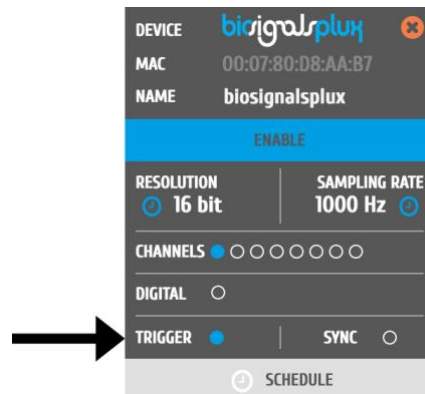 DEVICE biosignalsplux
MAC 00:07:80:D8:AA:B7
NAME biosignalsplux
ENABLE
RESOLUTION SAMPLING RATE
16 bit 1000 Hz
CHANNELS
DIGITAL
TRIGGER SYNC
SCHEDULE